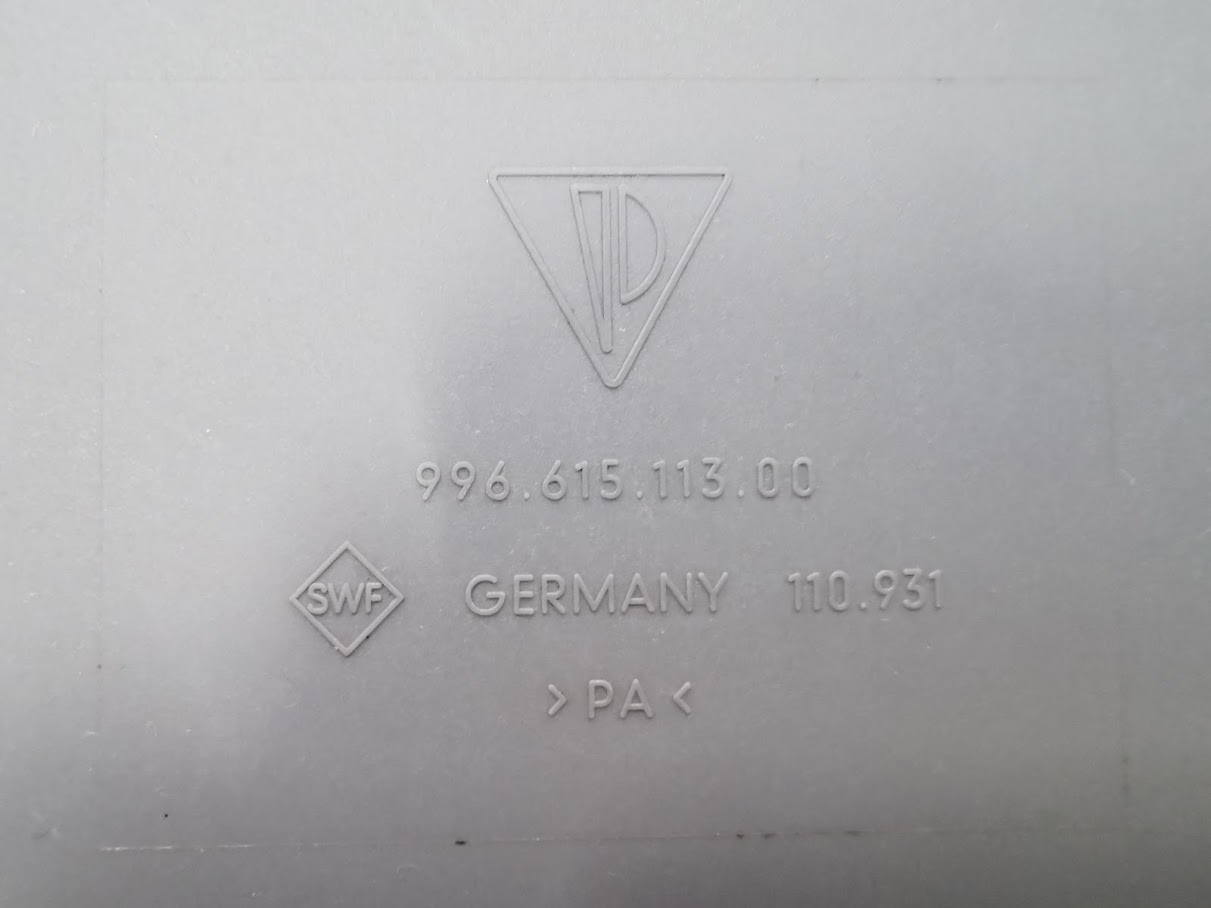 996.615.113.00
SWF GERMANY 110.931
>PA<